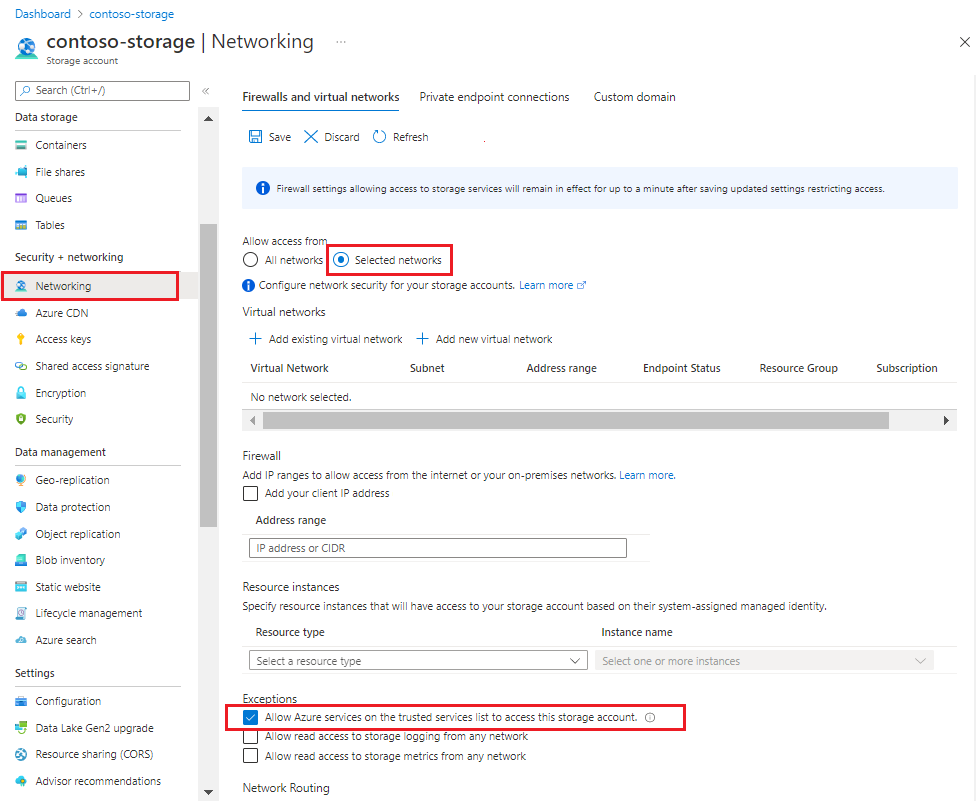 Dashboard > contoso-storage
contoso-storage | Networking ...
Storage account
Search (Ctrl+/)
Data storage
Containers
File shares
Queues
Tables
Security + networking
Networking
Azure CDN
Access keys
Shared access signature
Encryption
Security
Data management
Geo-replication
Data protection
Object replication
Blob inventory
Static website
Lifecycle management
Azure search
Settings
Configuration
Data Lake Gen2 upgrade
Resource sharing (CORS)
Advisor recommendations
Firewalls and virtual networks Private endpoint connections Custom domain
Save Discard Refresh .
Firewall settings allowing access to storage services will remain in effect for up to a minute after saving updated settings restricting access.
Allow access from
All networks Selected networks
Configure network security for your storage accounts. Learn more
Virtual networks
+ Add existing virtual network + Add new virtual network
Virtual Network Subnet Address range Endpoint Status Resource Group Subscription
No network selected.
Firewall
Add IP ranges to allow access from the internet or your on-premises networks. Learn more.
Add your client IP address
Address range
IP address or CIDR
Resource instances
Specify resource instances that will have access to your storage account based on their system-assigned managed identity.
Resource type Instance name
Select a resource type Select one or more instances
Exceptions
Allow Azure services on the trusted services list to access this storage account.
Allow read access to storage logging from any network
Allow read access to storage metrics from any network
Network Routing